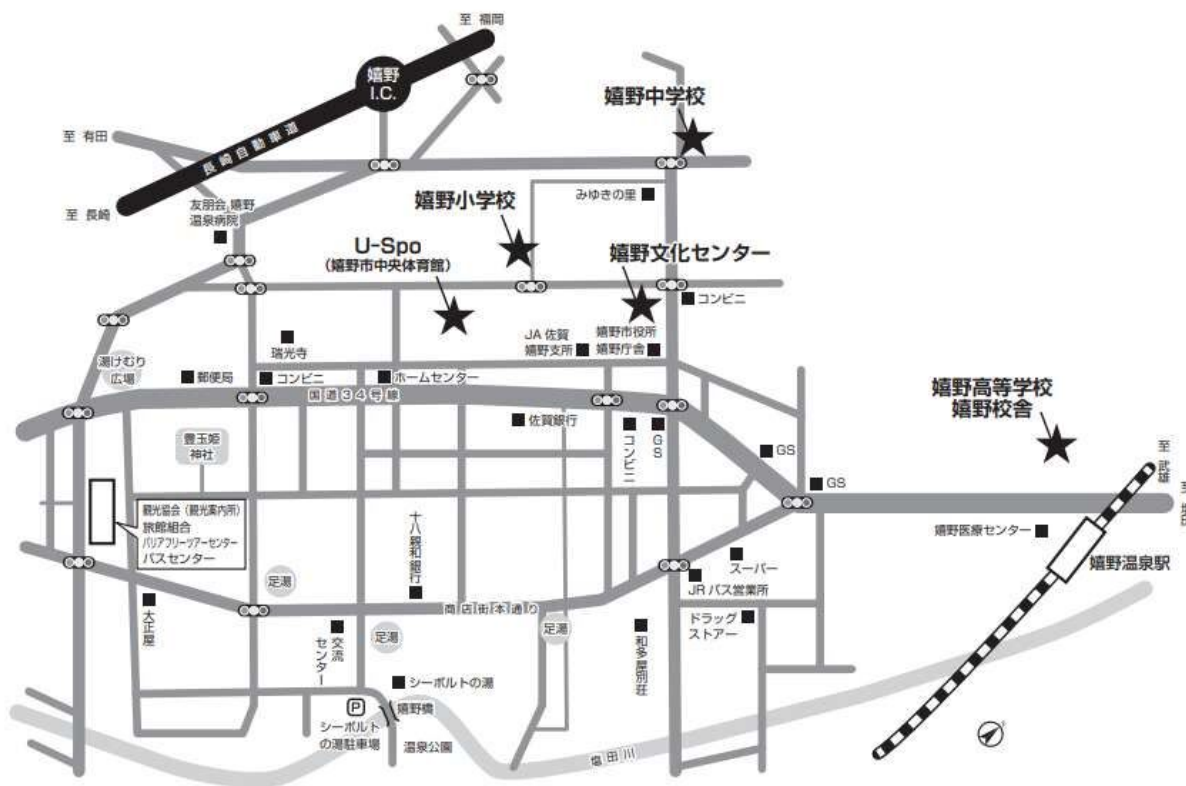 至 福岡
嬉野
I.C.
長崎自動車道
至 有田
至 長崎
嬉野中学校
友朋会 嬉野
温泉病院
嬉野小学校
みゆきの里
U-Spo
(嬉野市中央体育館)
嬉野文化センター
コンビニ
瑞光寺
JA 佐賀
嬉野支所
嬉野市役所
嬉野庁舎
湯けむり
広場
郵便局
コンビニ
ホームセンター
国道34号線
佐賀銀行
コンビニ
GS
GS
GS
嬉野高等学校
嬉野校舎
至 武雄
至
豊玉姫
神社
観光協会(観光案内所)
旅館組合
バリアフリーツアーセンター
バスセンター
十八親和銀行
嬉野医療センター
嬉野温泉駅
スーパー
JR バス営業所
足湯
商店街本通り
大正屋
交流
センター
足湯
足湯
和多屋別荘
ドラッグ
ストアー
シーボルトの湯
P
シーボルト
の湯駐車場
嬉野橋
温泉公園
塩田川